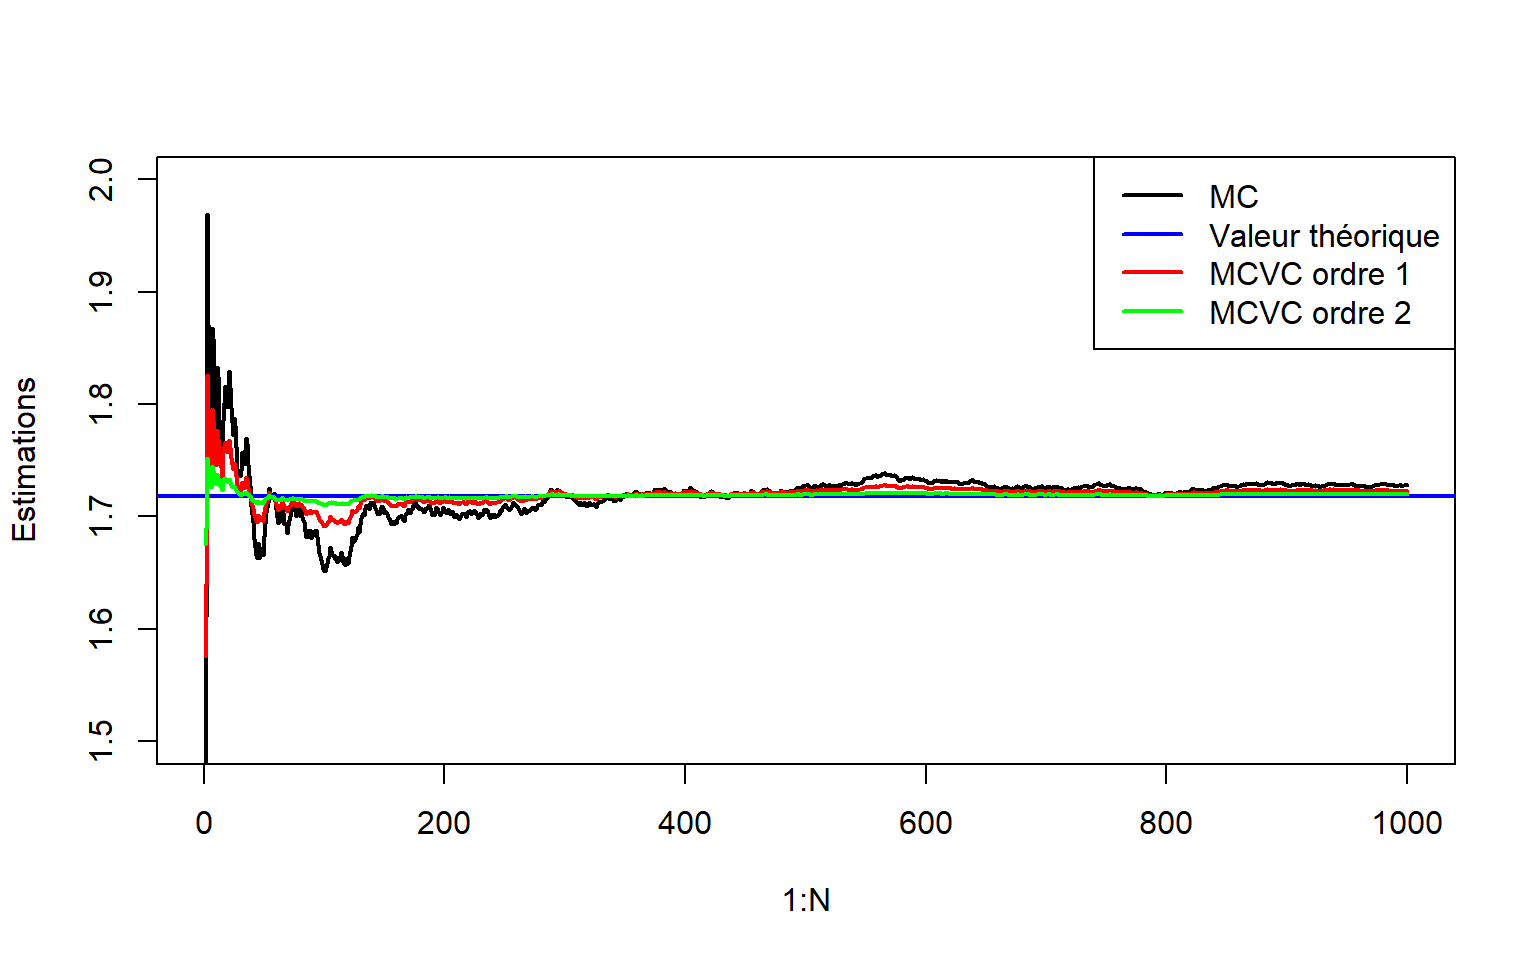 MC
Valeur théorique
MCVC ordre 1
MCVC ordre 2
Estimations
2.0
1.9
1.8
1.7
1.6
1.5
0 200 400 600 800 1000
1:N